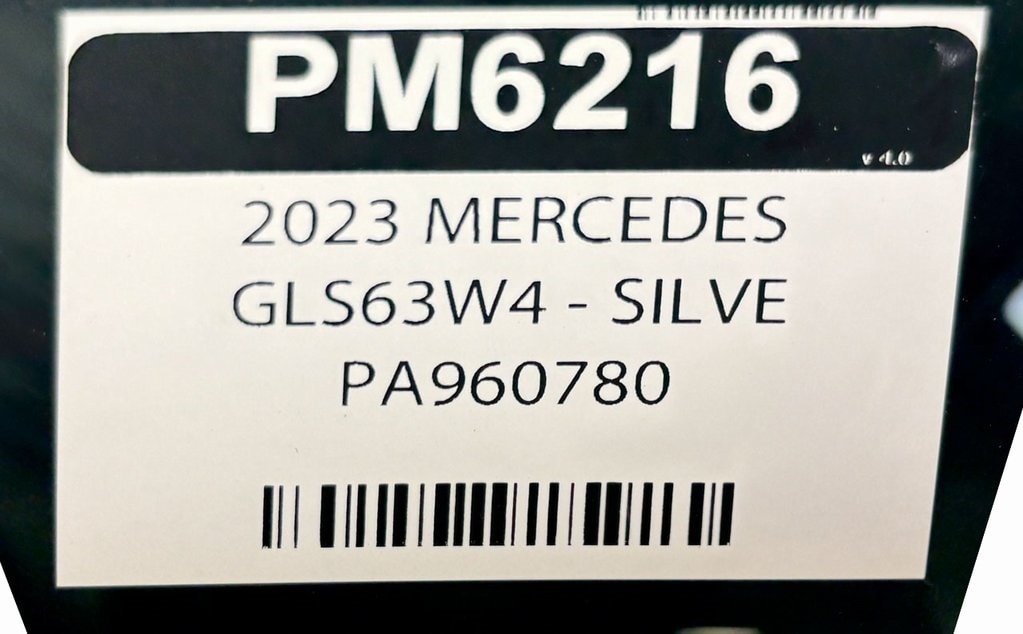 PM6216
v 4.0
2023 MERCEDES
GLS63W4 - SILVE
PA960780